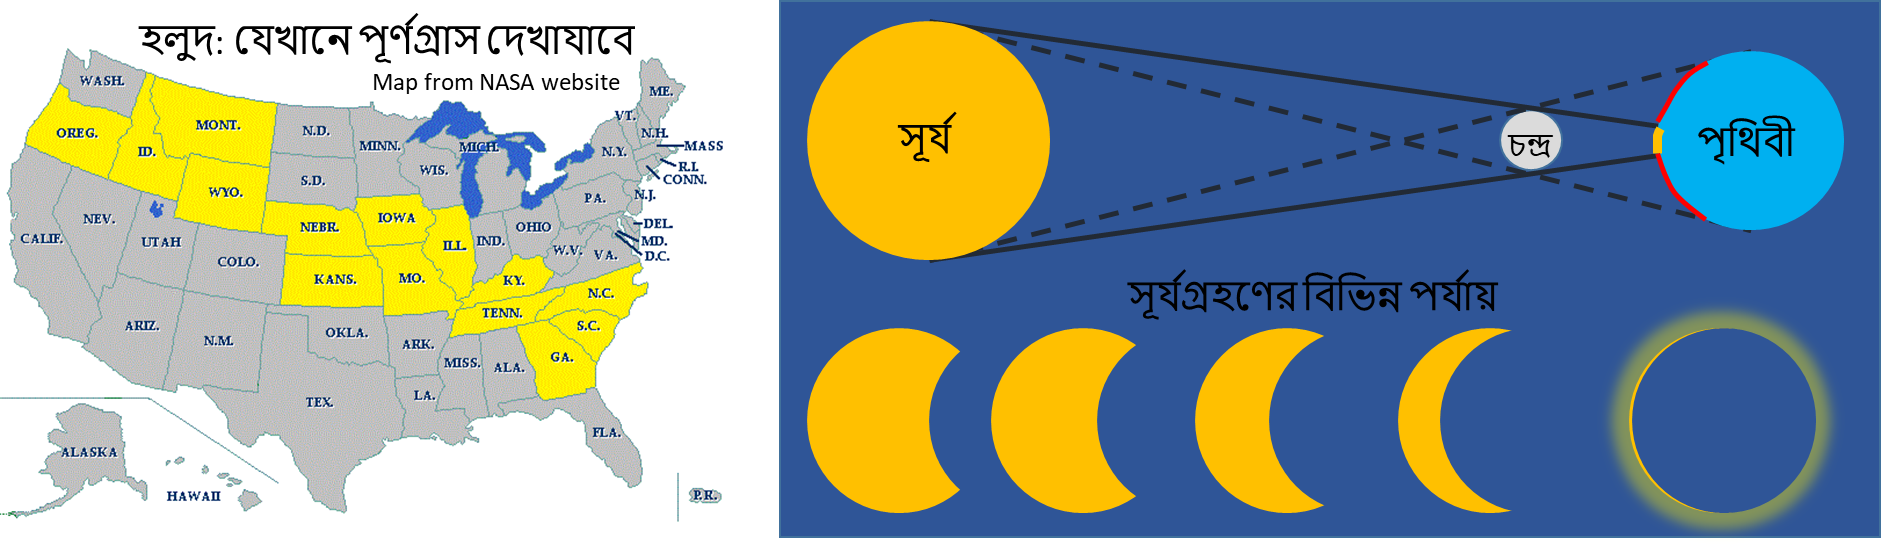 হলুদ: যেখানে পূর্ণগ্রাস দেখাযাবে
Map from NASA website
WASH.
OREG.
MONT.
ID.
WYO.
N.D.
S.D.
MINN.
WIS.
MICH.
ME.
VT.
N.H.
MASS
N.Y.
R.I.
CONN.
N.J.
PA.
DEL.
MD.
D.C.
NEV.
CALIF.
UTAH
COLO.
NEBR.
IOWA
ILL.
IND.
OHIO
W.V.
VA.
KANS.
MO.
KY.
N.C.
TENN.
S.C.
ARIZ.
N.M.
OKLA.
ARK.
MISS.
ALA.
GA.
TEX.
LA.
FLA.
ALASKA
HAWAII
P.R.
সূর্য
চন্দ্র
পৃথিবী
সূর্যগ্রহণের বিভিন্ন পর্যায়